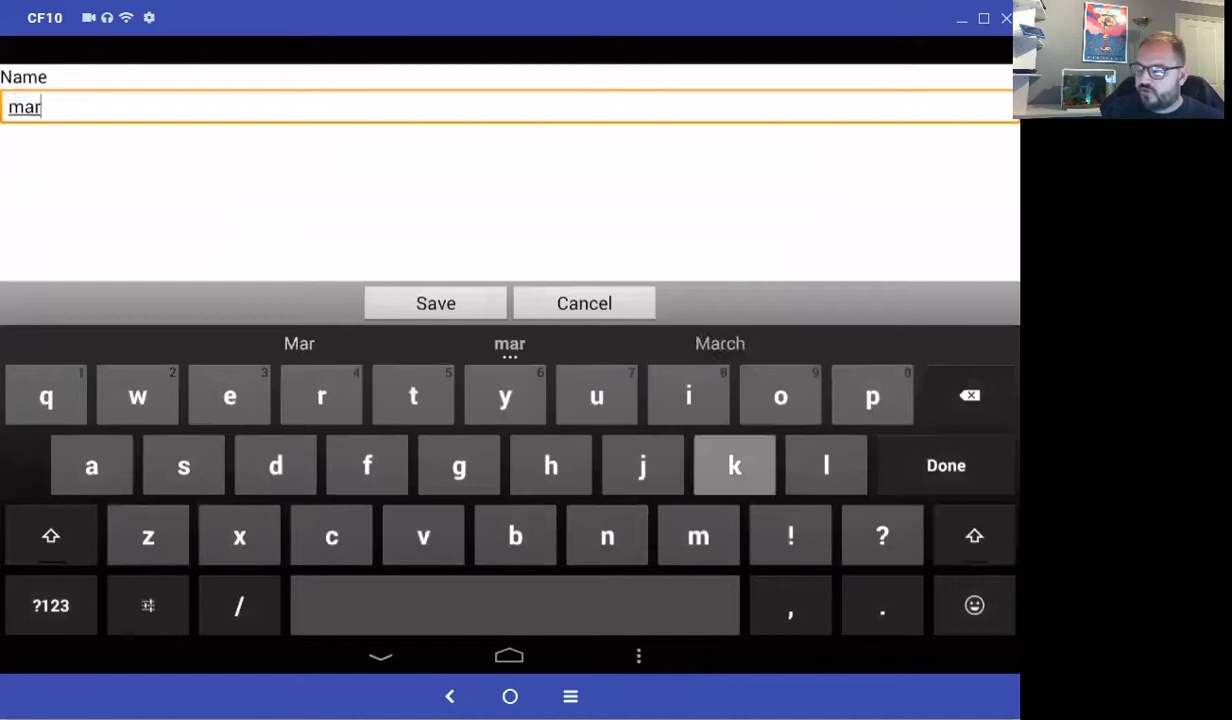 CF10
Name
mar
Save Cancel
Mar mar March
q 1 w 2 e 3 r 4 t 5 y 6 u 7 i 8 o 9 p 0
a s d f g h j k l Done
z x c v b n m ! ?
?123 / , .